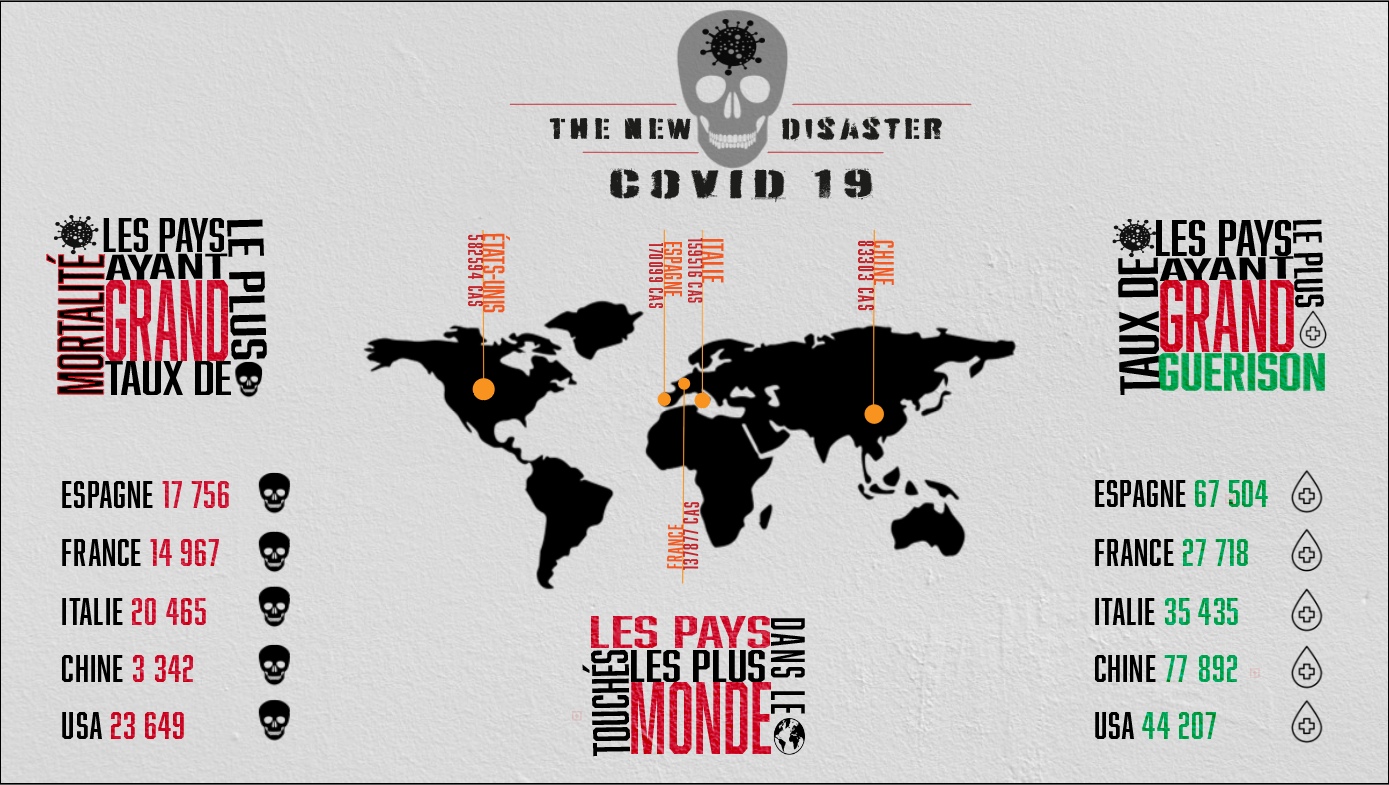 THE NEW DISASTER
COVID 19
LES PAYS
AYANT
LE PLUS
GRAND
TAUX DE
MORTALITÉ
ESPAGNE 17 756
FRANCE 14 967
ITALIE 20 465
CHINE 3 342
USA 23 649
ÉTATS-UNIS
582594 CAS
ESPAGNE
170099 CAS
ITALIE
159516 CAS
CHINE
83303 CAS
FRANCE
137877 CAS
LES PAYS
LES PLUS
TOUCHÉS
DANS LE
MONDE
LES PAYS
AYANT
LE PLUS
GRAND
TAUX DE
GUERISON
ESPAGNE 67 504
FRANCE 27 718
ITALIE 35 435
CHINE 77 892
USA 44 207